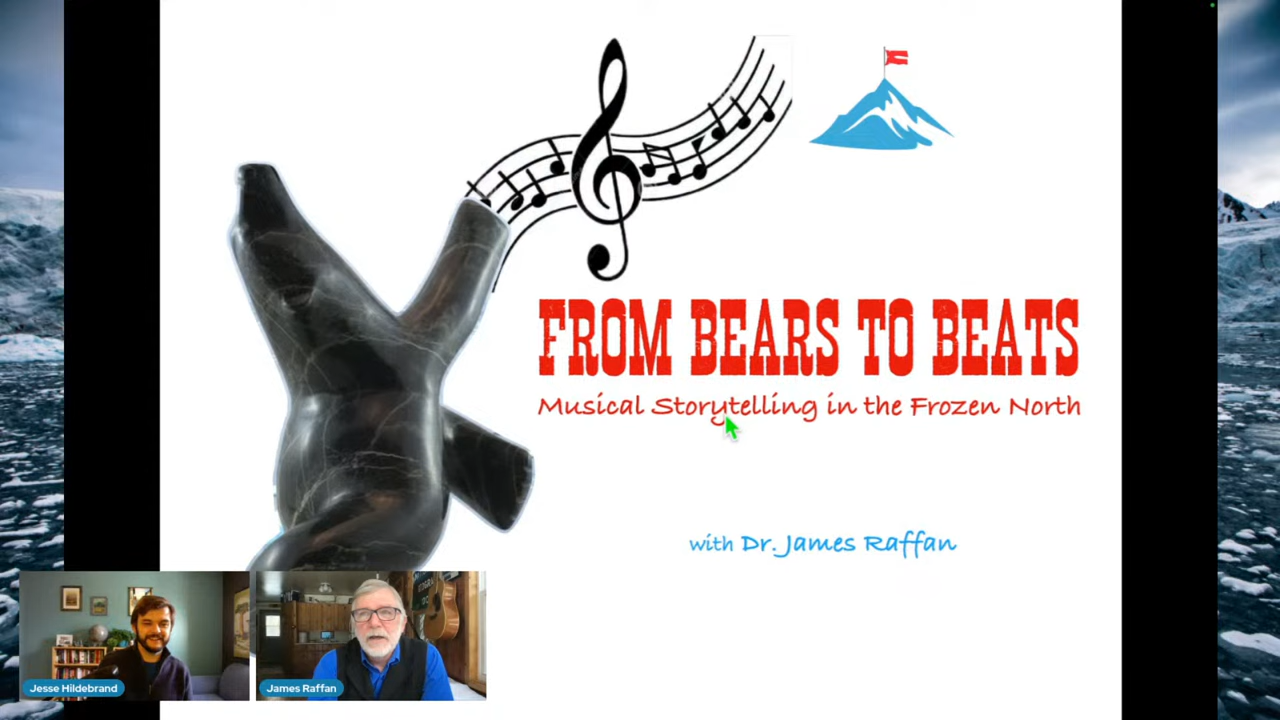 FROM BEARS TO BEATS
Musical Storytelling in the Frozen North
with Dr. James Raffan
Jesse Hildebrand
James Raffan